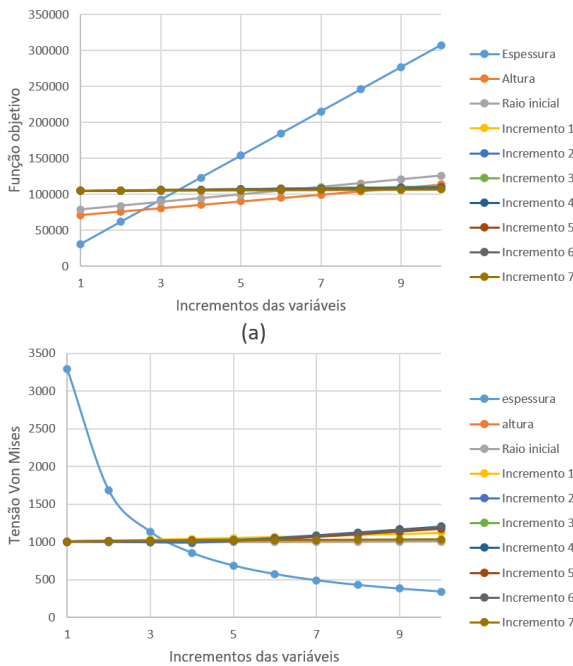 350000
300000
250000
200000
150000
100000
50000
0
Função objetivo
1 3 5 7 9
Incrementos das variáveis
Espessura
Altura
Raio inicial
Incremento 1
Incremento 2
Incremento 3
Incremento 4
Incremento 5
Incremento 6
Incremento 7
(a)
3500
3000
2500
2000
1500
1000
500
0
Tensão Von Mises
1 3 5 7 9
Incrementos das variáveis
espessura
altura
Raio inicial
Incremento 1
Incremento 2
Incremento 3
Incremento 4
Incremento 5
Incremento 6
Incremento 7